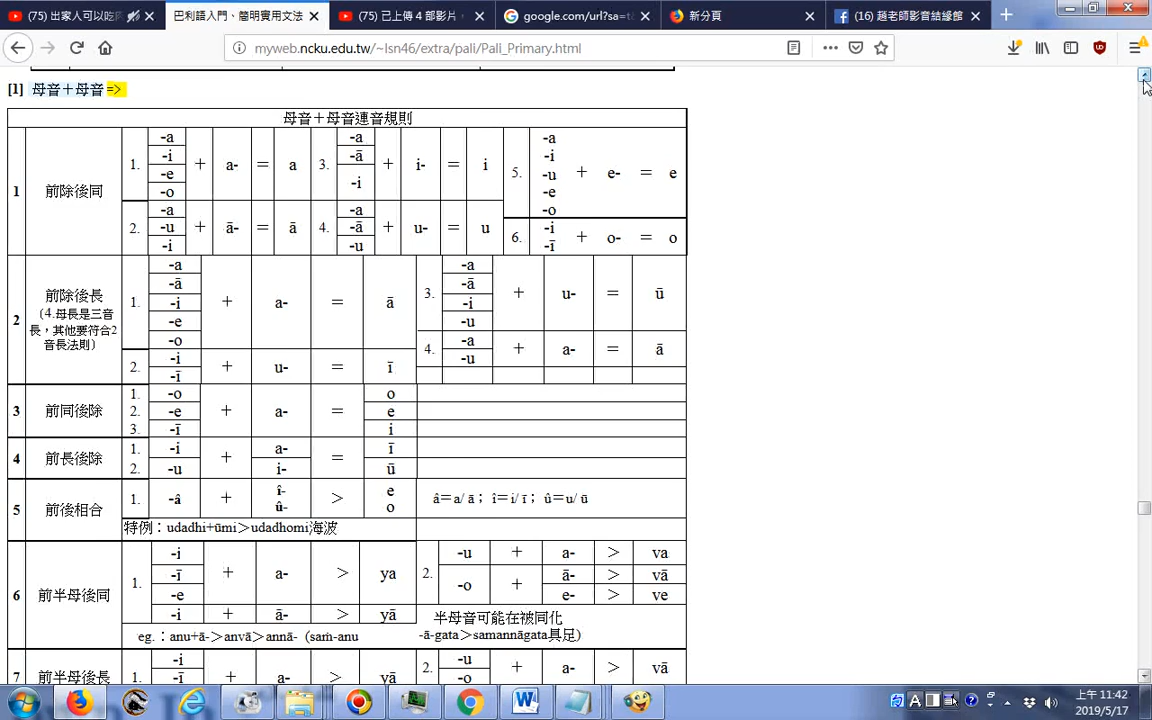 (75) 出家人可以吃肉
巴利語入門、簡明實用文法
(75) 已上傳 4 部影片
google.com/url?sa=t
新分頁
(16) 趙老師影音結緣館
myweb.ncku.edu.tw/~lsn46/extra/pali/Pali_Primary.html
[1] 母音＋母音 =>
母音＋母音連音規則
1 前除後同
1. -a -i -e -o + a- = a
3. -a -ā -i + i- = i
5. -a -i -u -e -o + e- = e
2. -a -u -i + ā- = ā
4. -a -ā -u + u- = u
6. -i -ī + o- = o
2 前除後長
（4.母長是三音
長，其他要符合2
音長法則）
1. -a -ā -i -e -o + a- = ā
3. -a -ā -i -u + u- = ū
2. -i -ī + u- = ī
4. -a -u + a- = ā
3 前同後除
1. -o + a- = o
2. -e e
3. -ī i
4 前長後除
1. -i + a- = ī
2. -u i- ū
5 前後相合
1. -â + î- û- > e o
â＝a/ ā； î＝i/ ī； û＝u/ ū
特例：udadhi+ūmi＞udadhomi海波
6 前半母後同
1. -i -ī -e + a- > ya
-i + ā- > yā
2. -u + a- > va
-o + ā- > vā
e- > ve
半母音可能在被同化
eg.：anu+ā-＞anvā＞annā-（saṁ-anu
-ā-gata＞samannāgata具足）
7 前半母後長
1. -i -ī + a- > yā
2. -u -o + a- > vā
上午 11:42
2019/5/17